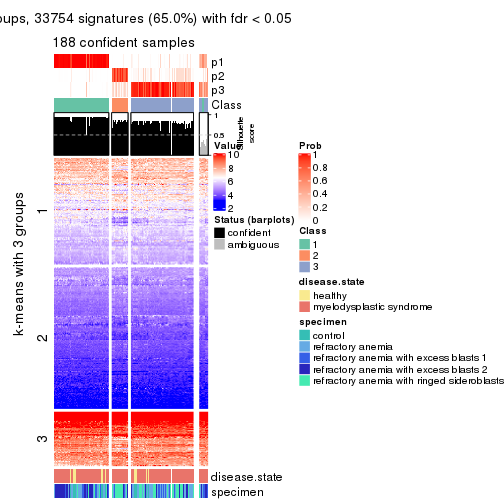 oups, 33754 signatures (65.0%) with fdr < 0.05
188 confident samples
p1
p2
p3
Class
1
0.5
0
Silhouette
score
k-means with 3 groups
1
2
3
Value
10
8
6
4
2
Status (barplots)
confident
ambiguous
Prob
1
0.8
0.6
0.4
0.2
0
Class
1
2
3
disease.state
healthy
myelodysplastic syndrome
specimen
control
refractory anemia
refractory anemia with excess blasts 1
refractory anemia with excess blasts 2
refractory anemia with ringed sideroblasts
disease.state
specimen